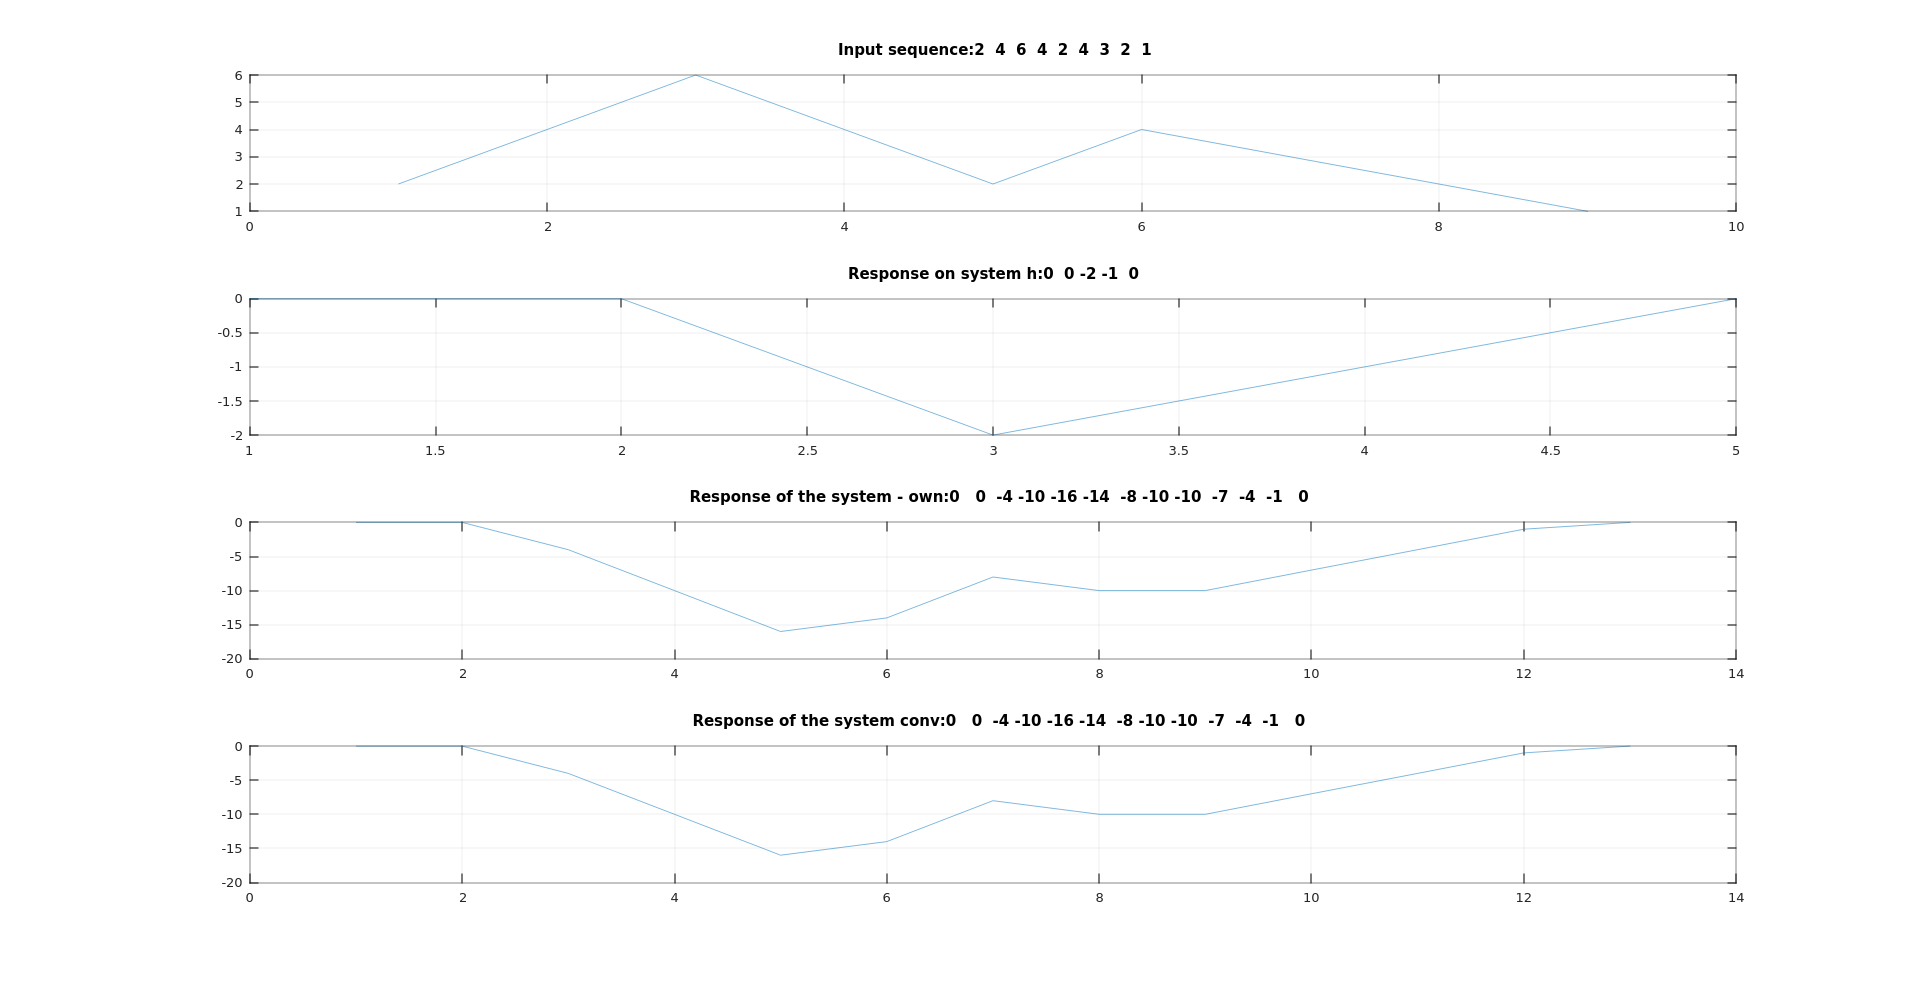 Input sequence:2 4 6 4 2 4 3 2 1
6
5
4
3
2
1
0 2 4 6 8 10
Response on system h:0 0 -2 -1 0
0
-0.5
-1
-1.5
-2
1 1.5 2 2.5 3 3.5 4 4.5 5
Response of the system - own:0 0 -4 -10 -16 -14 -8 -10 -10 -7 -4 -1 0
0
-5
-10
-15
-20
0 2 4 6 8 10 12 14
Response of the system conv:0 0 -4 -10 -16 -14 -8 -10 -10 -7 -4 -1 0
0
-5
-10
-15
-20
0 2 4 6 8 10 12 14